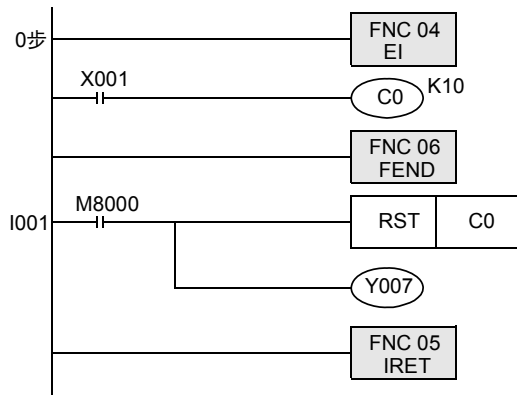 0步
FNC 04
EI
X001
C0
K10
FNC 06
FEND
I001
M8000
RST
C0
Y007
FNC 05
IRET